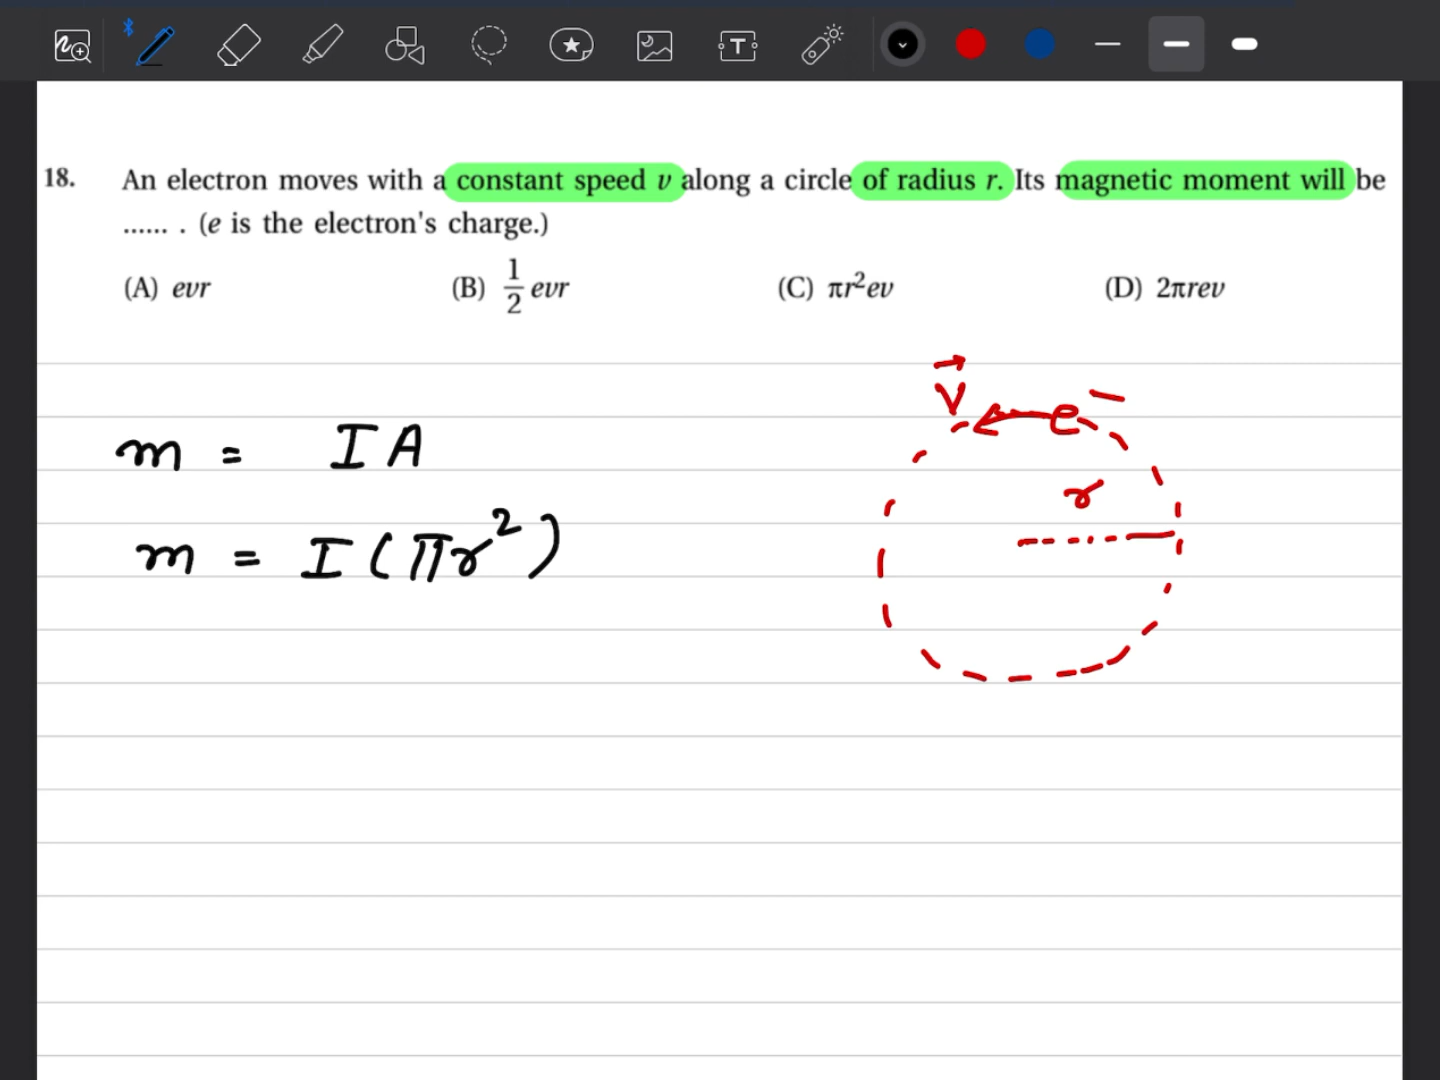 18. An electron moves with a constant speed v along a circle of radius r. Its magnetic moment will be
...... . (e is the electron's charge.)
(A) evr (B) 1/2 evr (C) πr²ev (D) 2πrev
m = IA
m = I(πr²)
v⃗ e⁻
r
T